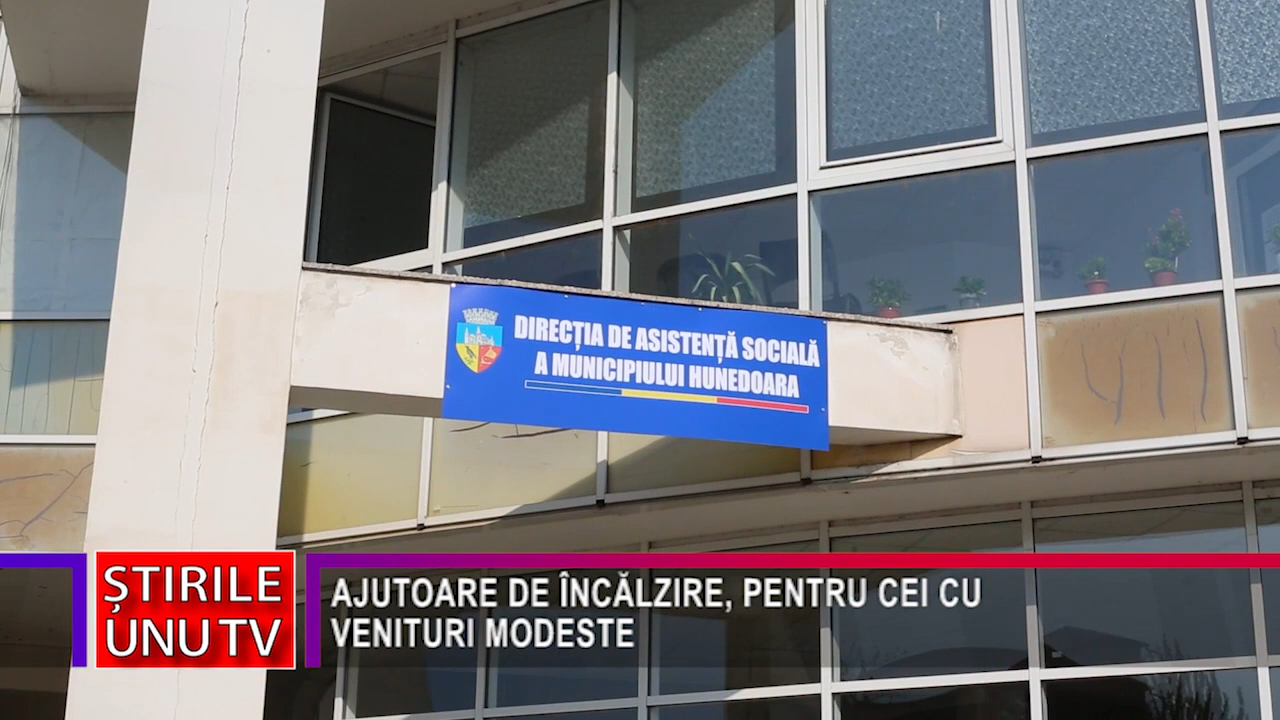 DIRECȚIA DE ASISTENȚĂ SOCIALĂ
A MUNICIPIULUI HUNEDOARA
ȘTIRILE
UNU TV
AJUTOARE DE ÎNCĂLZIRE, PENTRU CEI CU
VENITURI MODESTE